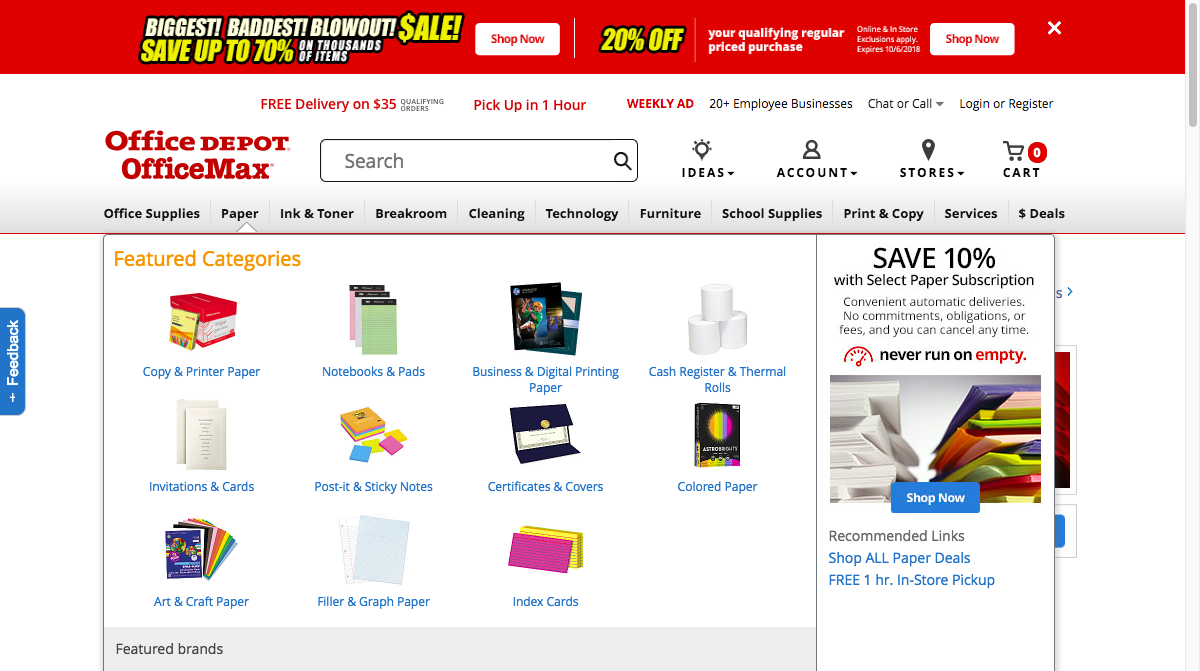 BIGGEST! BADDEST! BLOWOUT! $ALE!
SAVE UP TO 70% ON THOUSANDS OF ITEMS
Shop Now
20% OFF
your qualifying regular
priced purchase
Online & In Store
Exclusions apply.
Expires 10/6/2018
Shop Now
FREE Delivery on $35 QUALIFYING ORDERS
Pick Up in 1 Hour
WEEKLY AD
20+ Employee Businesses
Chat or Call
Login or Register
Office DEPOT
OfficeMax
Search
IDEAS
ACCOUNT
STORES
0
CART
Office Supplies
Paper
Ink & Toner
Breakroom
Cleaning
Technology
Furniture
School Supplies
Print & Copy
Services
$ Deals
Featured Categories
Copy & Printer Paper
Notebooks & Pads
Business & Digital Printing
Paper
Cash Register & Thermal
Rolls
Invitations & Cards
Post-it & Sticky Notes
Certificates & Covers
ASTROBRIGHTS
Colored Paper
Art & Craft Paper
Filler & Graph Paper
Index Cards
Featured brands
SAVE 10%
with Select Paper Subscription
Convenient automatic deliveries.
No commitments, obligations, or
fees, and you can cancel any time.
never run on empty.
Shop Now
Recommended Links
Shop ALL Paper Deals
FREE 1 hr. In-Store Pickup
s >
+ Feedback